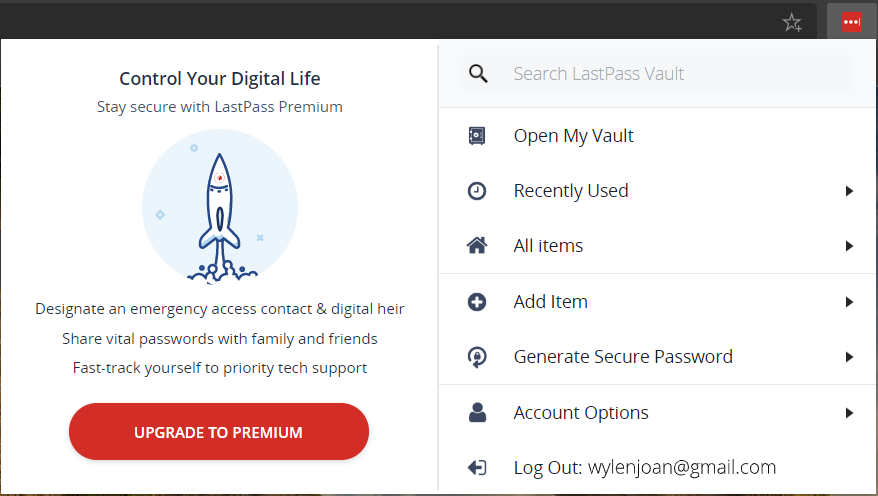 Control Your Digital Life
Stay secure with LastPass Premium
Designate an emergency access contact & digital heir
Share vital passwords with family and friends
Fast-track yourself to priority tech support
UPGRADE TO PREMIUM
Search LastPass Vault
Open My Vault
Recently Used
All items
Add Item
Generate Secure Password
Account Options
Log Out: wylenjoan@gmail.com